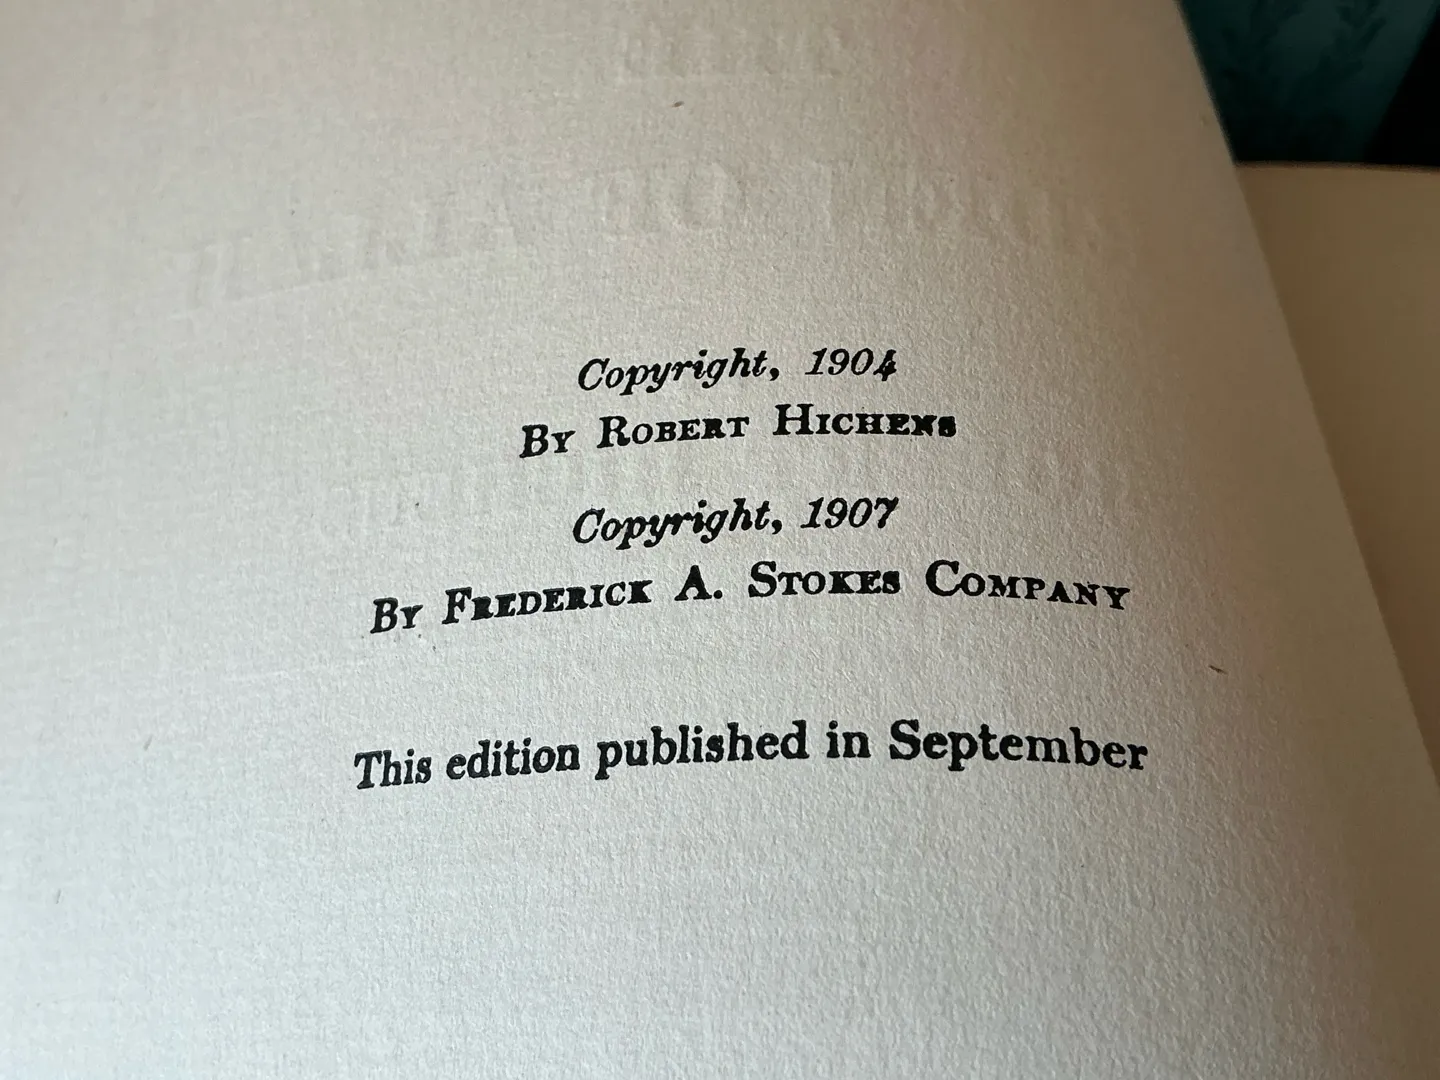 Copyright, 1904
By Robert Hichens
Copyright, 1907
By Frederick A. Stokes Company
This edition published in September